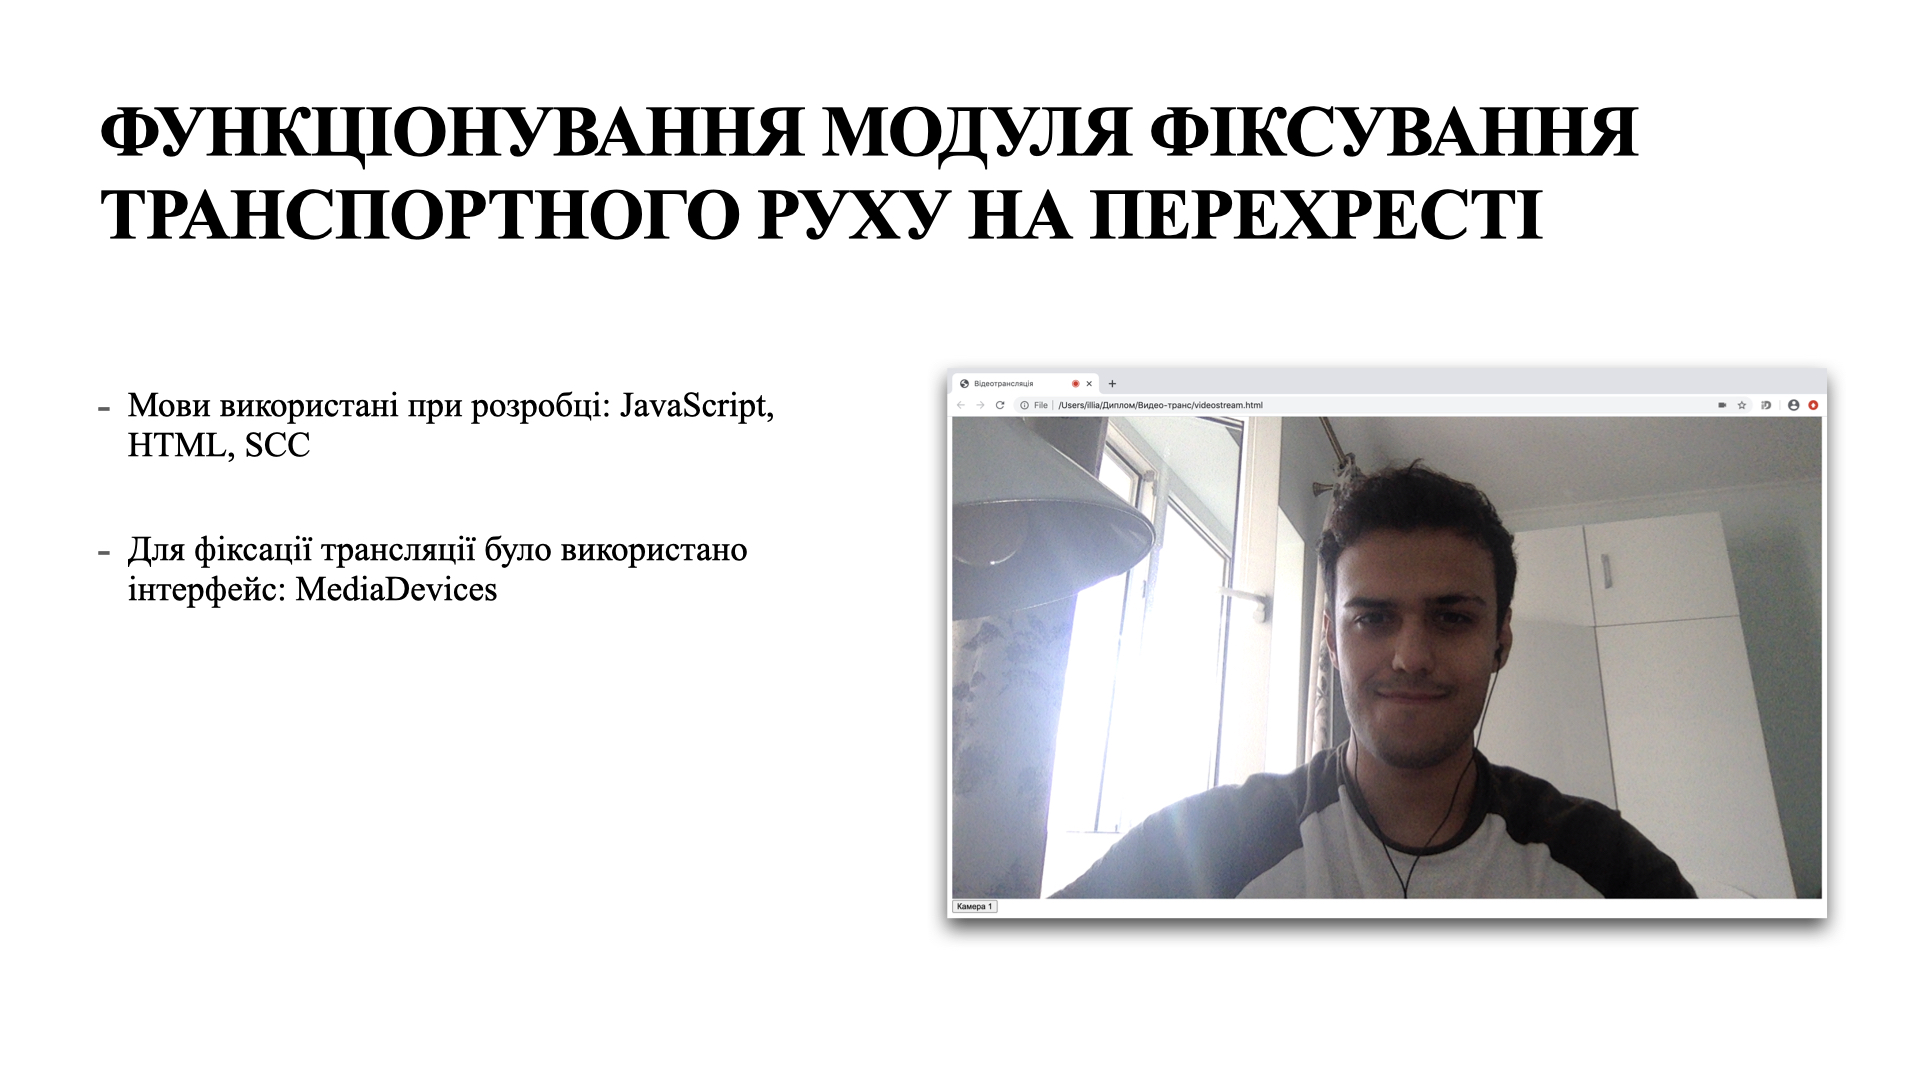 ФУНКЦІОНУВАННЯ МОДУЛЯ ФІКСУВАННЯ
ТРАНСПОРТНОГО РУХУ НА ПЕРЕХРЕСТІ
- Мови використані при розробці: JavaScript,
HTML, SCC
- Для фіксації трансляції було використано
інтерфейс: MediaDevices
Відеотрансляція
File | /Users/illia/Диплом/Видео-транс/videostream.html
Камера 1